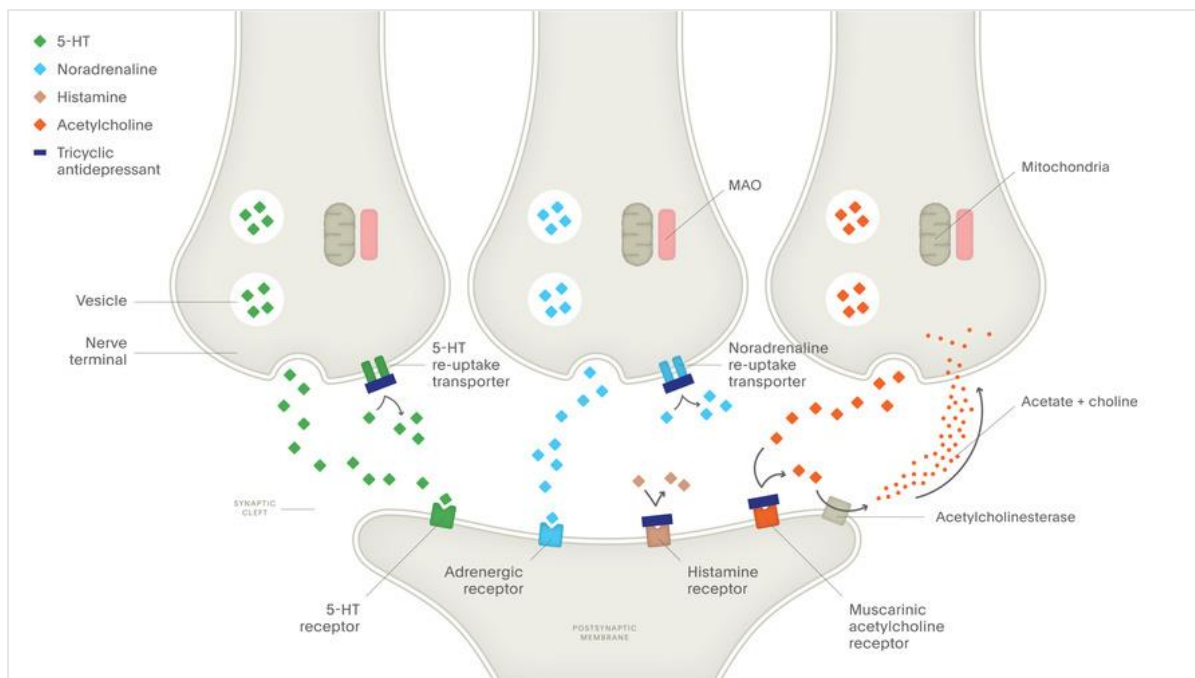 5-HT
Noradrenaline
Histamine
Acetylcholine
Tricyclic
antidepressant
MAO
Mitochondria
Vesicle
Nerve
terminal
5-HT
re-uptake
transporter
Noradrenaline
re-uptake
transporter
Acetate + choline
SYNAPTIC
CLEFT
Acetylcholinesterase
Adrenergic
receptor
Histamine
receptor
5-HT
receptor
Muscarinic
acetylcholine
receptor
POSTSYNAPTIC
MEMBRANE